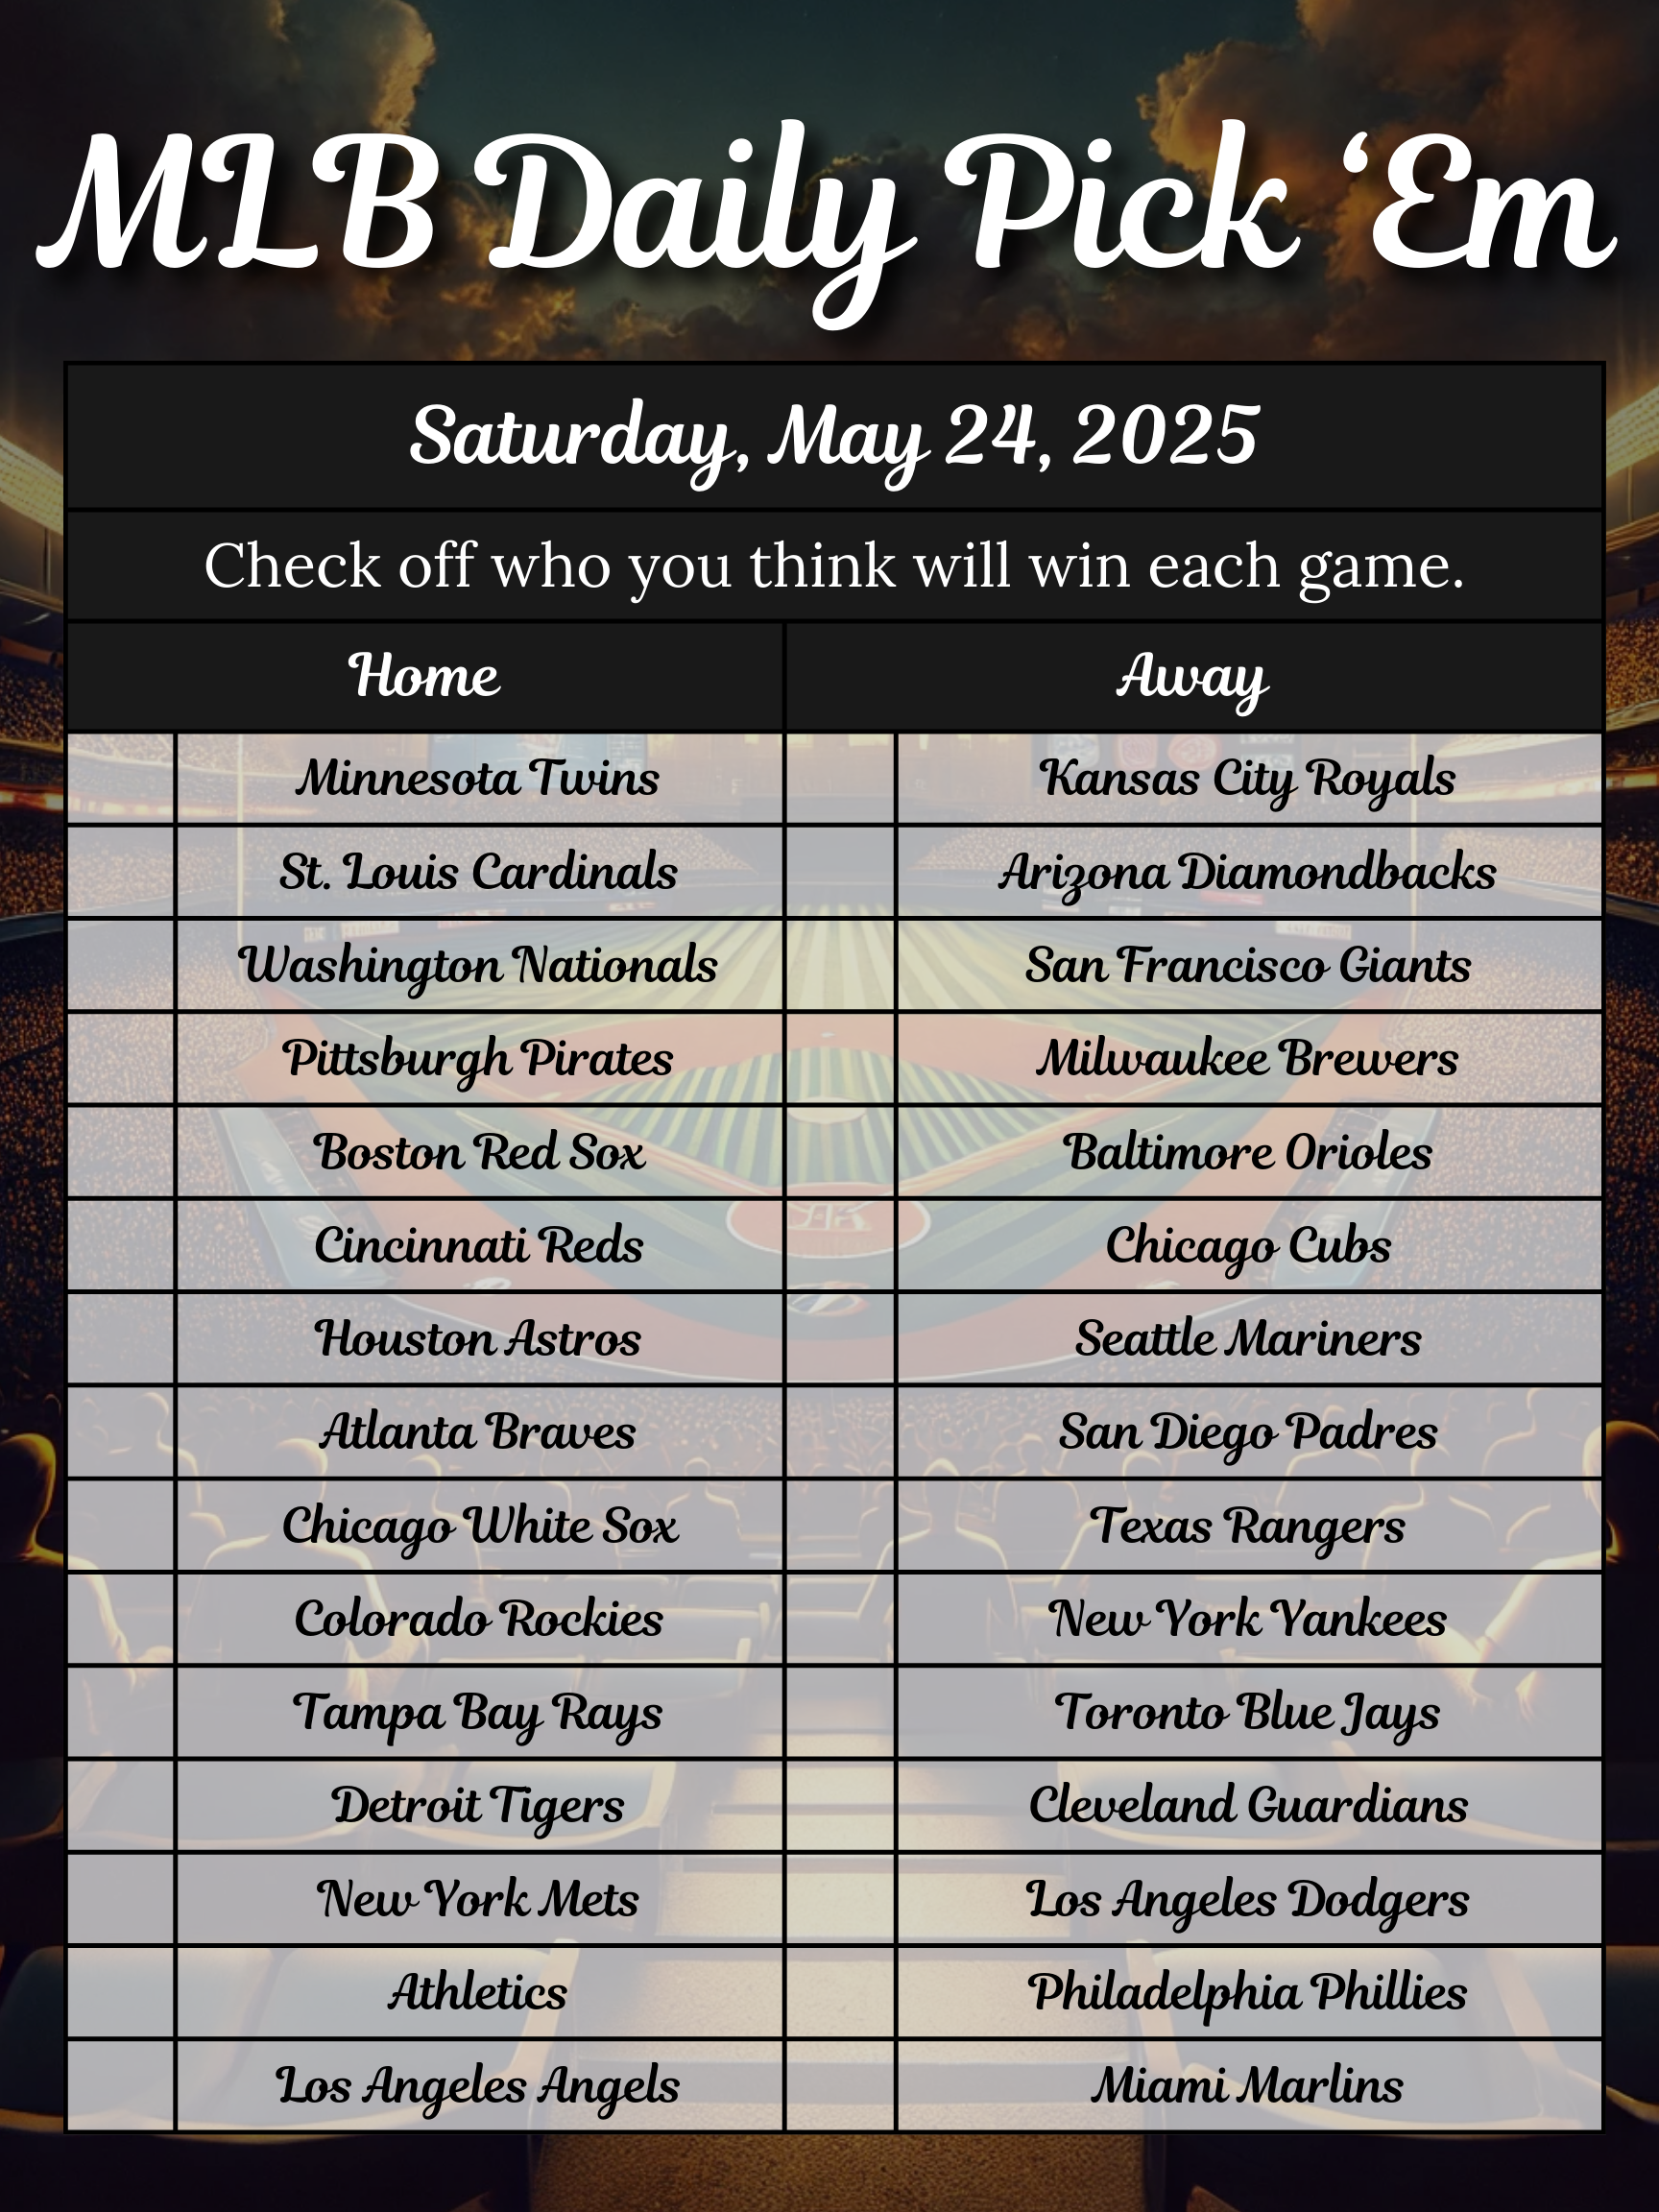 MLB Daily Pick ‘Em
Saturday, May 24, 2025
Check off who you think will win each game.
Home Away
Minnesota Twins Kansas City Royals
St. Louis Cardinals Arizona Diamondbacks
Washington Nationals San Francisco Giants
Pittsburgh Pirates Milwaukee Brewers
Boston Red Sox Baltimore Orioles
Cincinnati Reds Chicago Cubs
Houston Astros Seattle Mariners
Atlanta Braves San Diego Padres
Chicago White Sox Texas Rangers
Colorado Rockies New York Yankees
Tampa Bay Rays Toronto Blue Jays
Detroit Tigers Cleveland Guardians
New York Mets Los Angeles Dodgers
Athletics Philadelphia Phillies
Los Angeles Angels Miami Marlins